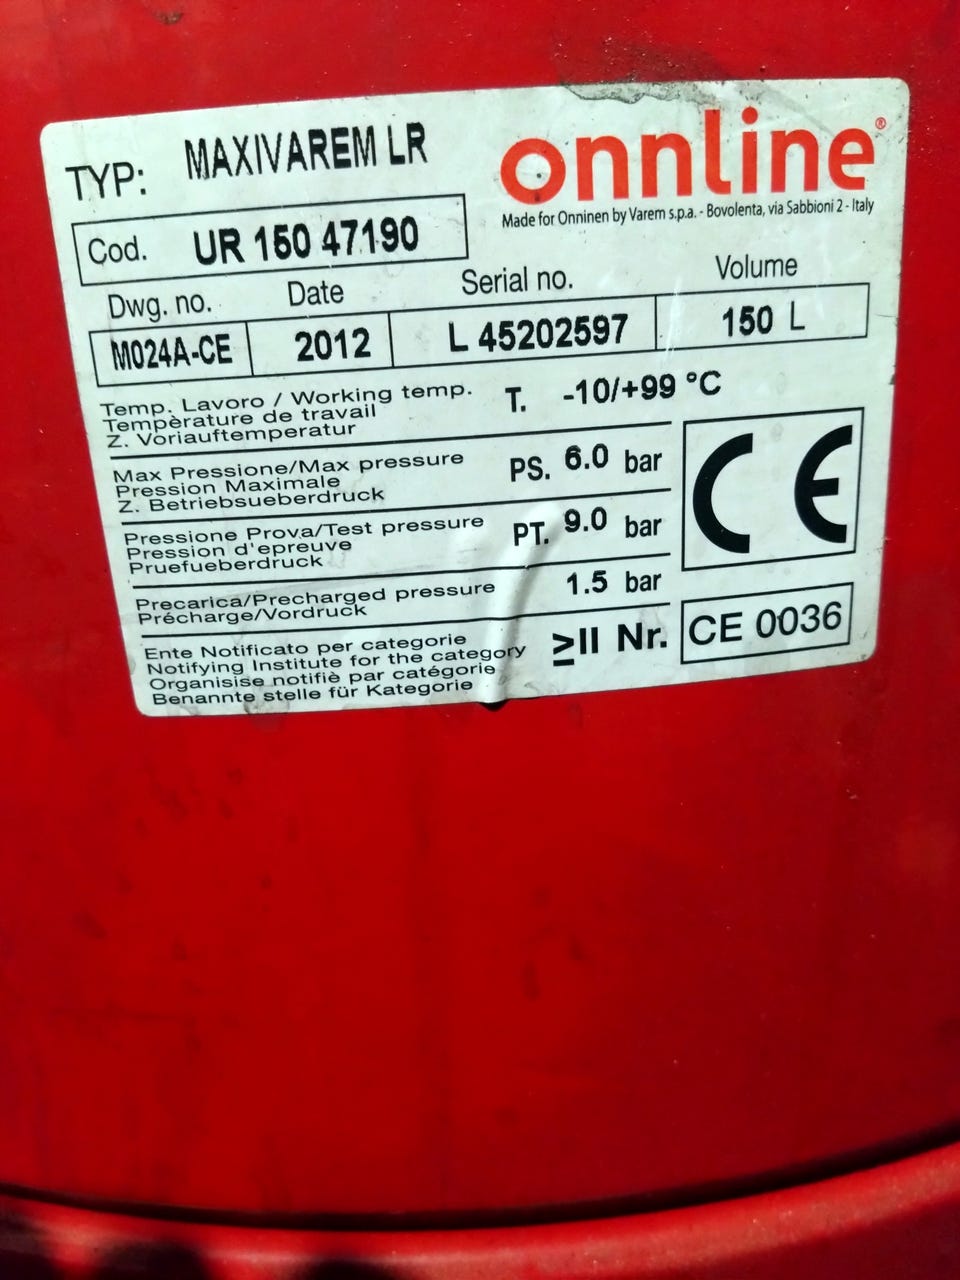 TYP: MAXIVAREM LR
onnline®
Made for Onninen by Varem s.p.a. - Bovolenta, via Sabbioni 2 - Italy
Cod. UR 150 47190
Dwg. no. Date Serial no. Volume
M024A-CE 2012 L 45202597 150 L
Temp. Lavoro / Working temp.
Tempèrature de travail
Z. Voriauftemperatur
T. -10/+99 °C
Max Pressione/Max pressure
Pression Maximale
Z. Betriebsueberdruck
PS. 6.0 bar
Pressione Prova/Test pressure
Pression d'epreuve
Pruefueberdruck
PT. 9.0 bar
CE
Precarica/Precharged pressure
Précharge/Vordruck
1.5 bar
Ente Notificato per categorie
Notifying Institute for the category
Organisise notifiè par catégorie
Benannte stelle für Kategorie
≥II Nr. CE 0036